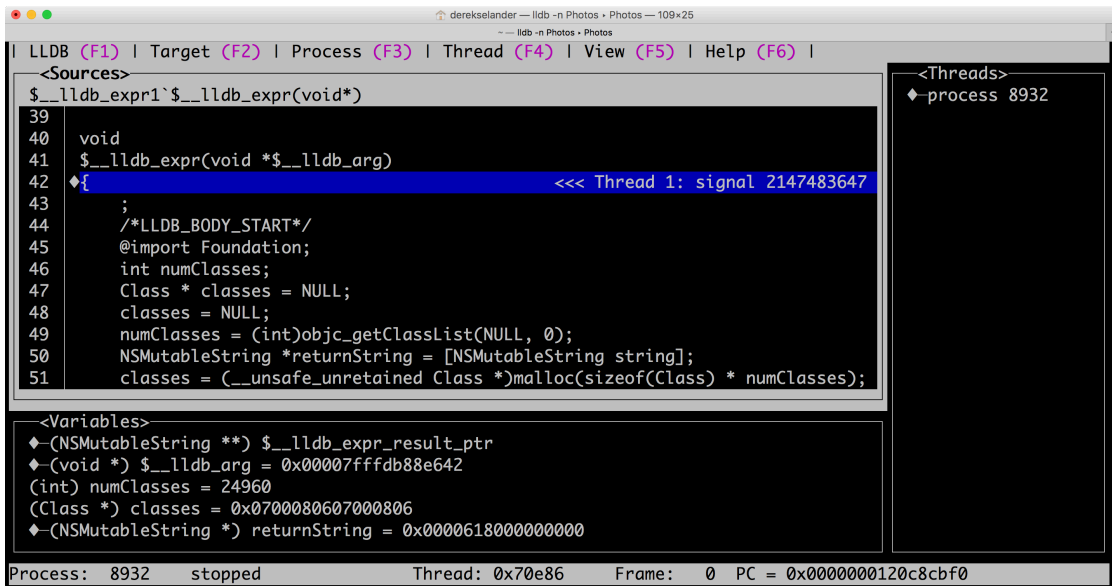 derekselander — lldb -n Photos ▸ Photos — 109×25
~ — lldb -n Photos ▸ Photos
| LLDB (F1) | Target (F2) | Process (F3) | Thread (F4) | View (F5) | Help (F6) |
<Sources>
$__lldb_expr1`$__lldb_expr(void*)
39
40 void
41 $__lldb_expr(void *$__lldb_arg)
42 ◆{ <<< Thread 1: signal 2147483647
43 ;
44 /*LLDB_BODY_START*/
45 @import Foundation;
46 int numClasses;
47 Class * classes = NULL;
48 classes = NULL;
49 numClasses = (int)objc_getClassList(NULL, 0);
50 NSMutableString *returnString = [NSMutableString string];
51 classes = (__unsafe_unretained Class *)malloc(sizeof(Class) * numClasses);
<Threads>
◆─process 8932
<Variables>
◆─(NSMutableString **) $__lldb_expr_result_ptr
◆─(void *) $__lldb_arg = 0x00007fffdb88e642
(int) numClasses = 24960
(Class *) classes = 0x0700080607000806
◆─(NSMutableString *) returnString = 0x0000618000000000
Process: 8932 stopped Thread: 0x70e86 Frame: 0 PC = 0x0000000120c8cbf0